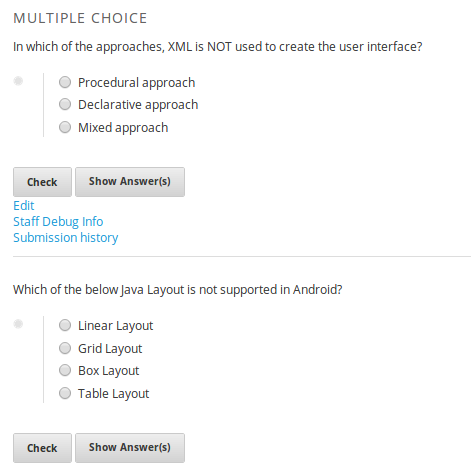 MULTIPLE CHOICE
In which of the approaches, XML is NOT used to create the user interface?
Procedural approach
Declarative approach
Mixed approach
Check Show Answer(s)
Edit
Staff Debug Info
Submission history
Which of the below Java Layout is not supported in Android?
Linear Layout
Grid Layout
Box Layout
Table Layout
Check Show Answer(s)